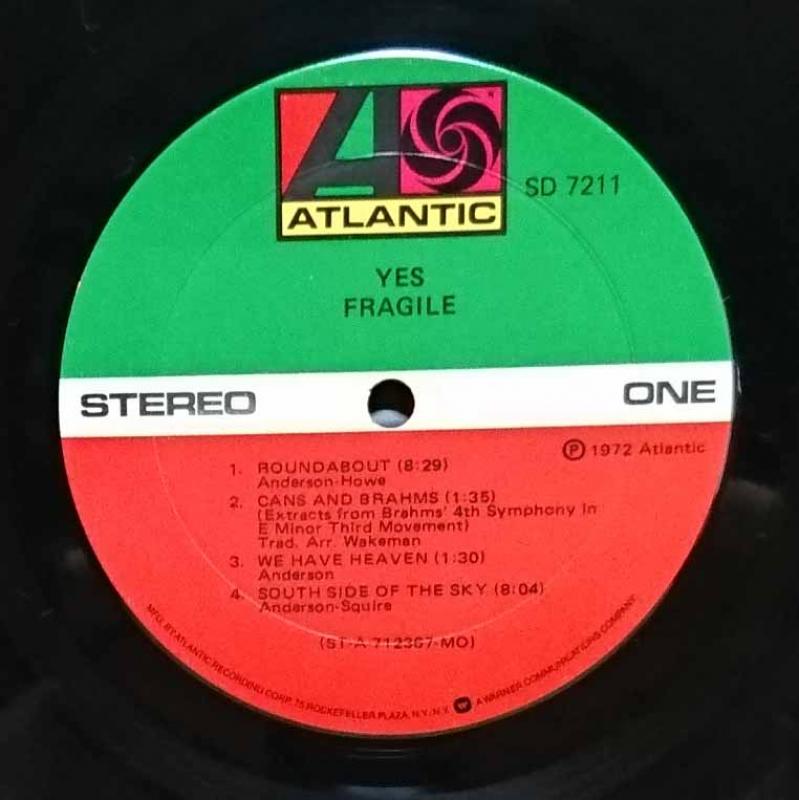 ATLANTIC
SD 7211
YES
FRAGILE
STEREO
ONE
℗ 1972 Atlantic
1. ROUNDABOUT (8:29)
Anderson-Howe
2. CANS AND BRAHMS (1:35)
(Extracts from Brahms' 4th Symphony in
E Minor Third Movement)
Trad. Arr. Wakeman
3. WE HAVE HEAVEN (1:30)
Anderson
4. SOUTH SIDE OF THE SKY (8:04)
Anderson-Squire
(ST-A-712367-MO)
MFG. BY ATLANTIC RECORDING CORP. 75 ROCKEFELLER PLAZA, N.Y., N.Y. A WARNER COMMUNICATIONS COMPANY